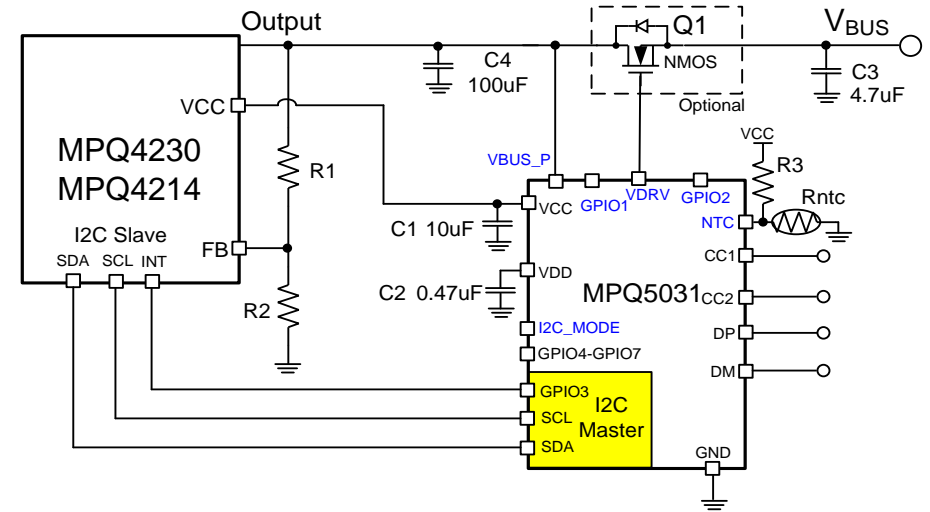 Output
Q1
VBUS
NMOS
Optional
C4
100uF
C3
4.7uF
VCC
MPQ4230
MPQ4214
R1
VCC
R3
VBUS_P
GPIO1
VDRV
GPIO2
Rntc
VCC
NTC
I2C Slave
SDA
SCL
INT
FB
C1 10uF
CC1
VDD
R2
C2 0.47uF
MPQ5031
CC2
I2C_MODE
DP
GPIO4-GPIO7
DM
GPIO3
SCL
SDA
I2C
Master
GND